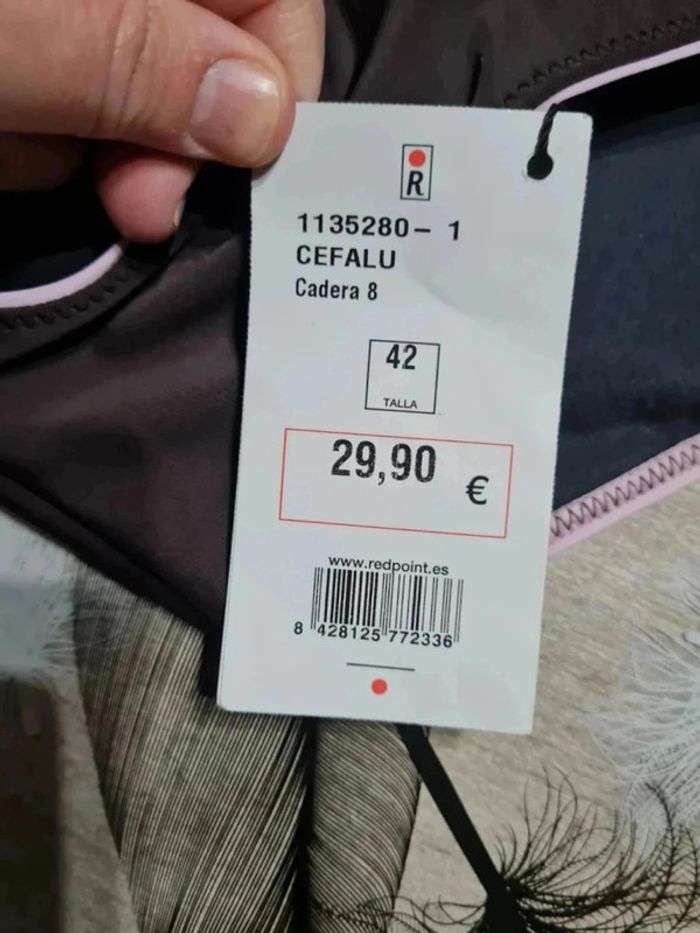 R
1135280- 1
CEFALU
Cadera 8
42
TALLA
29,90 €
www.redpoint.es
8 428125 772336